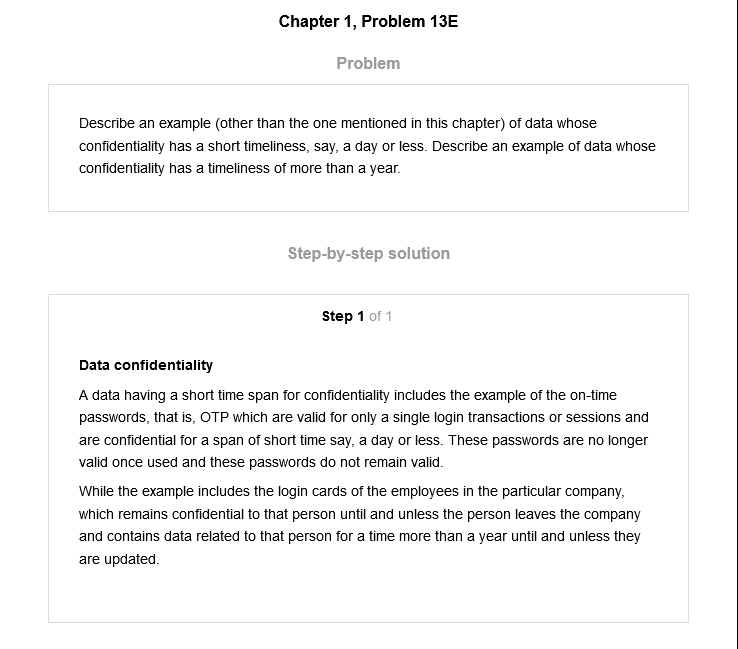 Chapter 1, Problem 13E
Problem
Describe an example (other than the one mentioned in this chapter) of data whose
confidentiality has a short timeliness, say, a day or less. Describe an example of data whose
confidentiality has a timeliness of more than a year.
Step-by-step solution
Step 1 of 1
Data confidentiality
A data having a short time span for confidentiality includes the example of the on-time
passwords, that is, OTP which are valid for only a single login transactions or sessions and
are confidential for a span of short time say, a day or less. These passwords are no longer
valid once used and these passwords do not remain valid.
While the example includes the login cards of the employees in the particular company,
which remains confidential to that person until and unless the person leaves the company
and contains data related to that person for a time more than a year until and unless they
are updated.